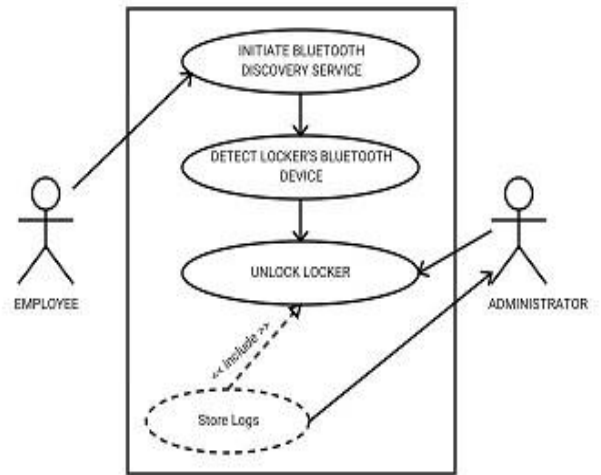 INITIATE BLUETOOTH
DISCOVERY SERVICE
DETECT LOCKER'S BLUETOOTH
DEVICE
UNLOCK LOCKER
EMPLOYEE
ADMINISTRATOR
<< include >>
Store Logs